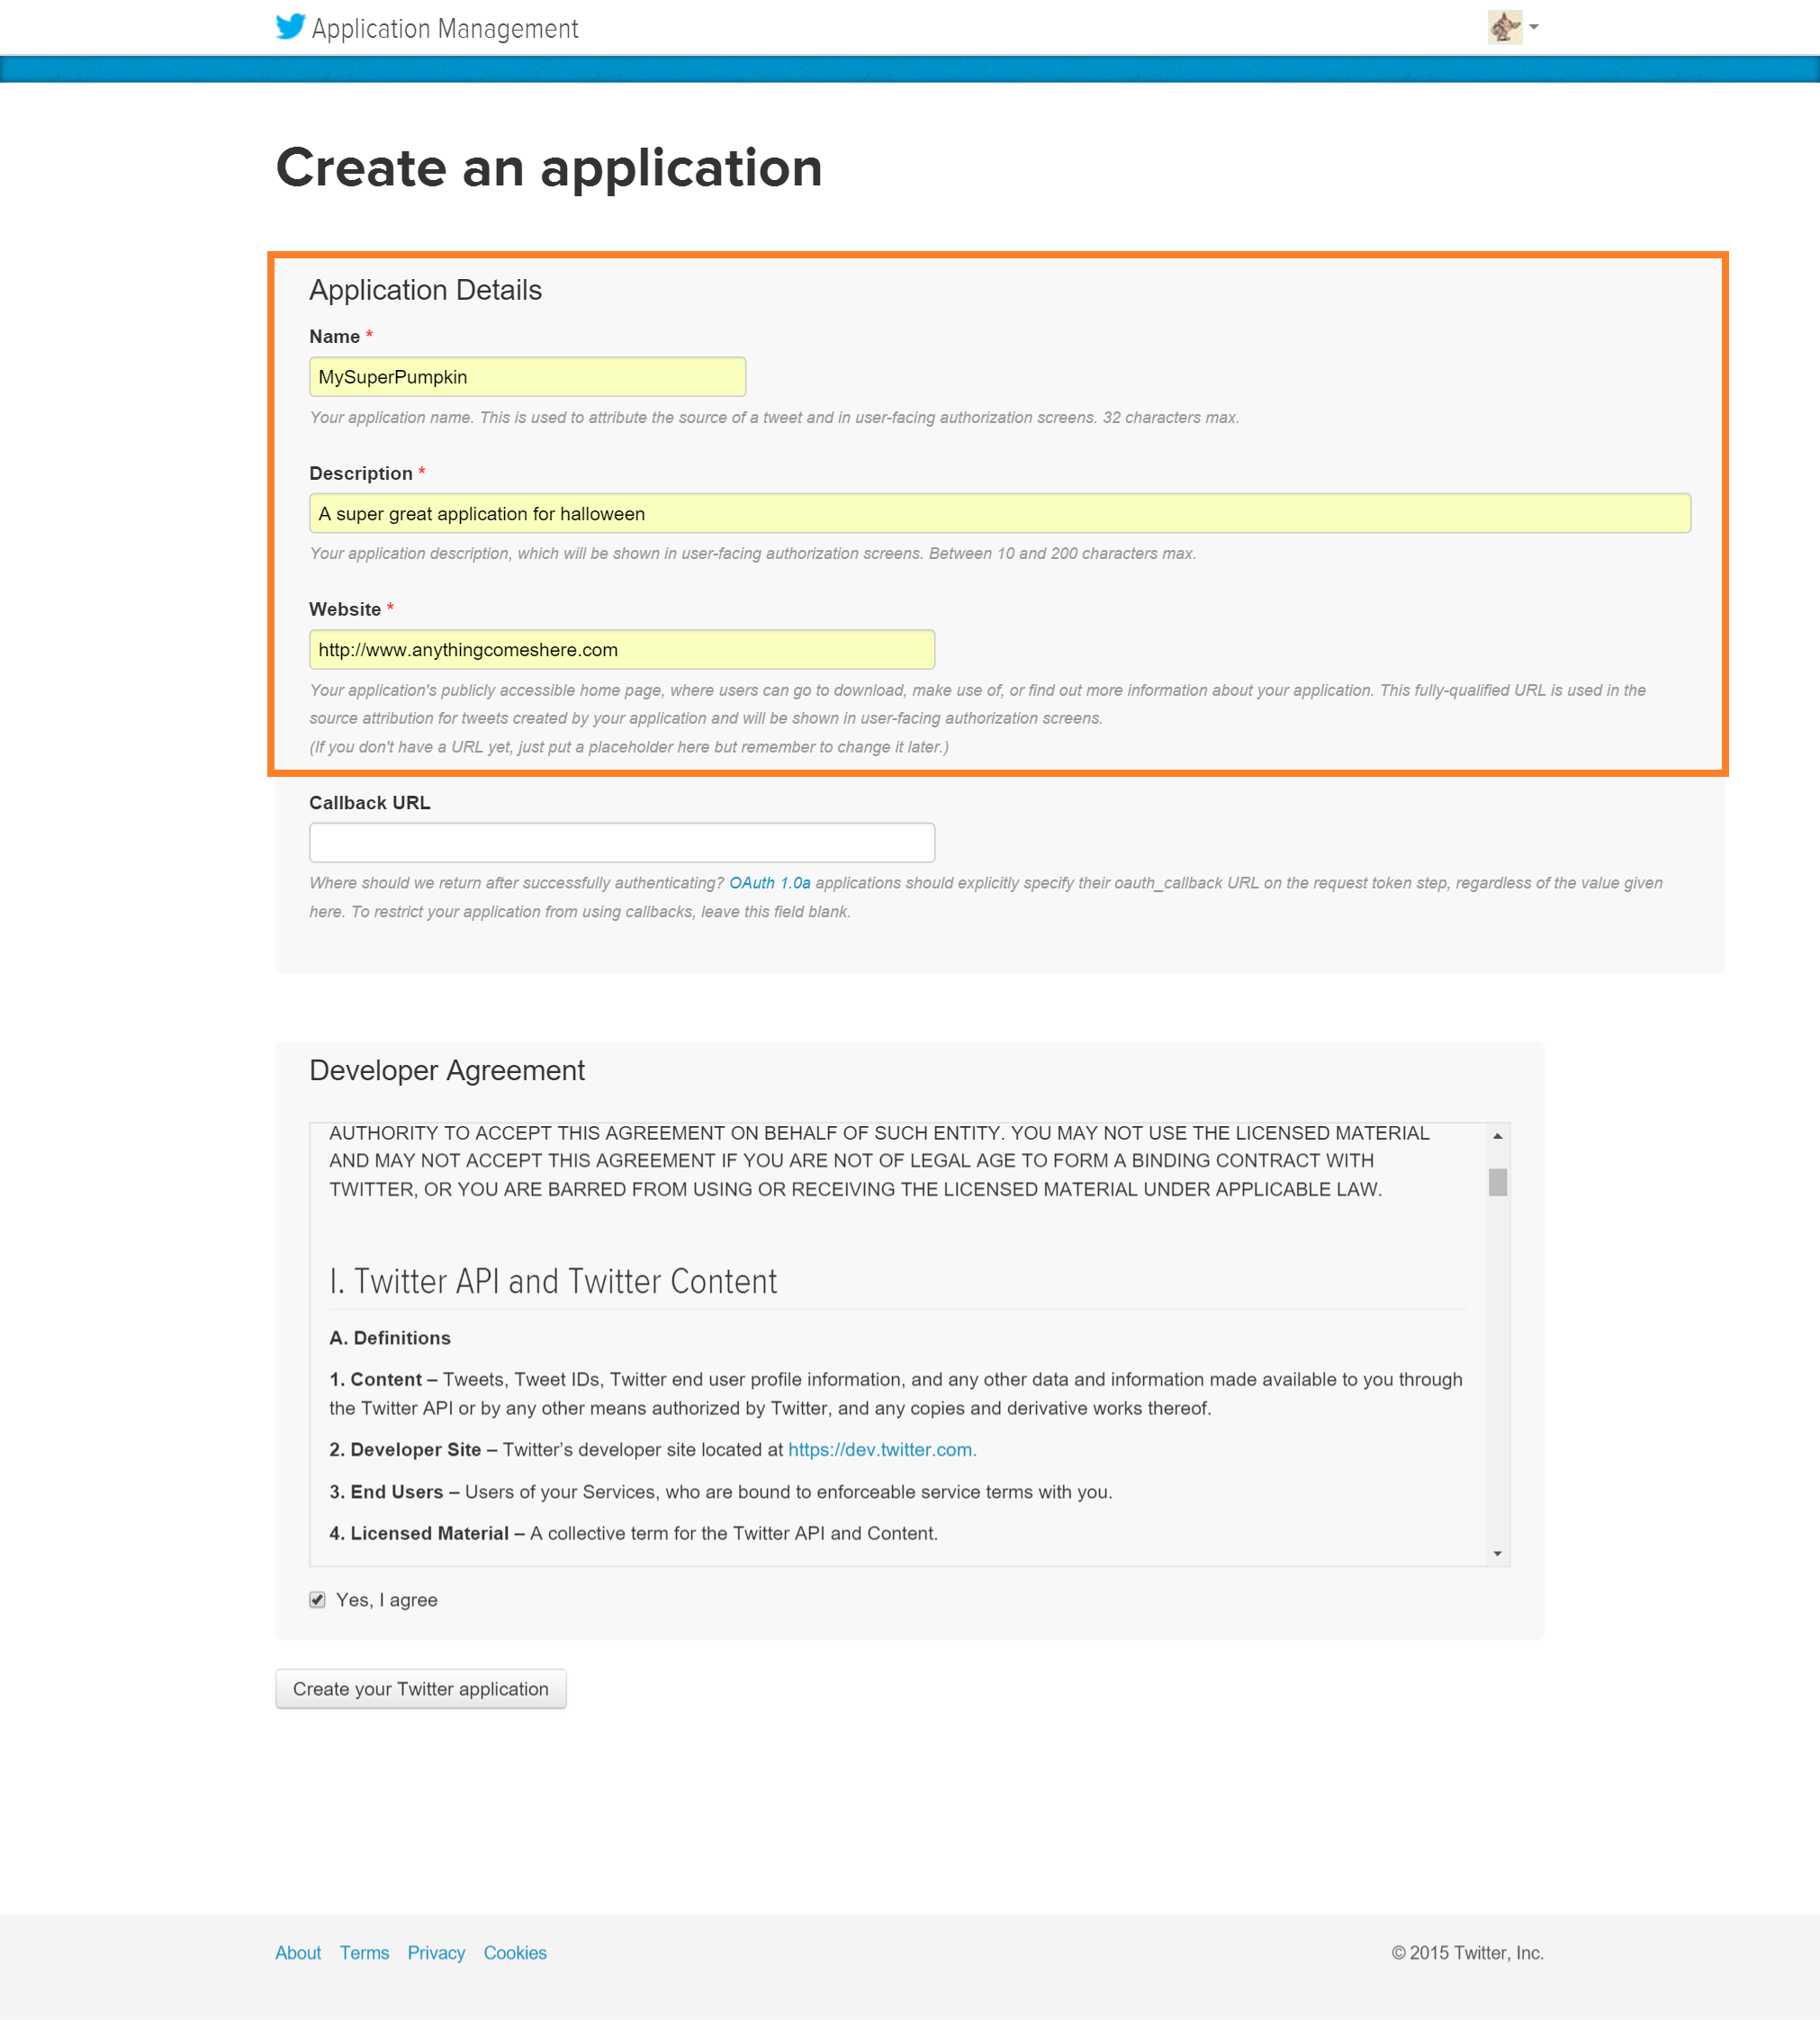 Application Management
Create an application
Application Details
Name *
MySuperPumpkin
Your application name. This is used to attribute the source of a tweet and in user-facing authorization screens. 32 characters max.
Description *
A super great application for halloween
Your application description, which will be shown in user-facing authorization screens. Between 10 and 200 characters max.
Website *
http://www.anythingcomeshere.com
Your application's publicly accessible home page, where users can go to download, make use of, or find out more information about your application. This fully-qualified URL is used in the
source attribution for tweets created by your application and will be shown in user-facing authorization screens.
(If you don't have a URL yet, just put a placeholder here but remember to change it later.)
Callback URL
Where should we return after successfully authenticating? OAuth 1.0a applications should explicitly specify their oauth_callback URL on the request token step, regardless of the value given
here. To restrict your application from using callbacks, leave this field blank.
Developer Agreement
AUTHORITY TO ACCEPT THIS AGREEMENT ON BEHALF OF SUCH ENTITY. YOU MAY NOT USE THE LICENSED MATERIAL
AND MAY NOT ACCEPT THIS AGREEMENT IF YOU ARE NOT OF LEGAL AGE TO FORM A BINDING CONTRACT WITH
TWITTER, OR YOU ARE BARRED FROM USING OR RECEIVING THE LICENSED MATERIAL UNDER APPLICABLE LAW.
I. Twitter API and Twitter Content
A. Definitions
1. Content – Tweets, Tweet IDs, Twitter end user profile information, and any other data and information made available to you through
the Twitter API or by any other means authorized by Twitter, and any copies and derivative works thereof.
2. Developer Site – Twitter’s developer site located at https://dev.twitter.com.
3. End Users – Users of your Services, who are bound to enforceable service terms with you.
4. Licensed Material – A collective term for the Twitter API and Content.
Yes, I agree
Create your Twitter application
About Terms Privacy Cookies © 2015 Twitter, Inc.